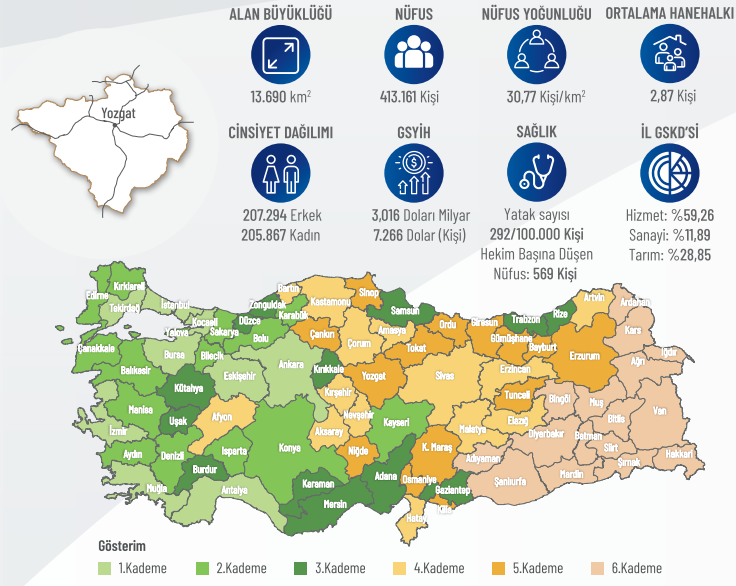 ALAN BÜYÜKLÜĞÜ
13.690 km²
NÜFUS
413.161 Kişi
NÜFUS YOĞUNLUĞU
30,77 Kişi/km²
ORTALAMA HANEHALKI
2,87 Kişi
Yozgat
CİNSİYET DAĞILIMI
207.294 Erkek
205.867 Kadın
GSYİH
3,016 Doları Milyar
7.266 Dolar (Kişi)
SAĞLIK
Yatak sayısı
292/100.000 Kişi
Hekim Başına Düşen
Nüfus: 569 Kişi
İL GSKD'Sİ
Hizmet: %59,26
Sanayi: %11,89
Tarım: %28,85
Edirne
Kırklareli
Tekirdağ
İstanbul
Yalova
Kocaeli
Sakarya
Düzce
Zonguldak
Bartın
Karabük
Kastamonu
Sinop
Samsun
Ordu
Giresun
Trabzon
Rize
Artvin
Ardahan
Çanakkale
Balıkesir
Bursa
Bilecik
Bolu
Çankırı
Çorum
Amasya
Tokat
Gümüşhane
Bayburt
Erzurum
Kars
Iğdır
Ağrı
Kütahya
Eskişehir
Ankara
Kırıkkale
Yozgat
Sivas
Erzincan
Tunceli
Bingöl
Muş
Van
Manisa
Uşak
Afyon
Kırşehir
Nevşehir
Kayseri
Malatya
Elazığ
Diyarbakır
Batman
Bitlis
Siirt
Hakkari
İzmir
Aydın
Denizli
Isparta
Burdur
Konya
Aksaray
Niğde
K. Maraş
Adıyaman
Şanlıurfa
Mardin
Şırnak
Muğla
Antalya
Karaman
Mersin
Adana
Osmaniye
Gaziantep
Hatay
Gösterim
1.Kademe
2.Kademe
3.Kademe
4.Kademe
5.Kademe
6.Kademe